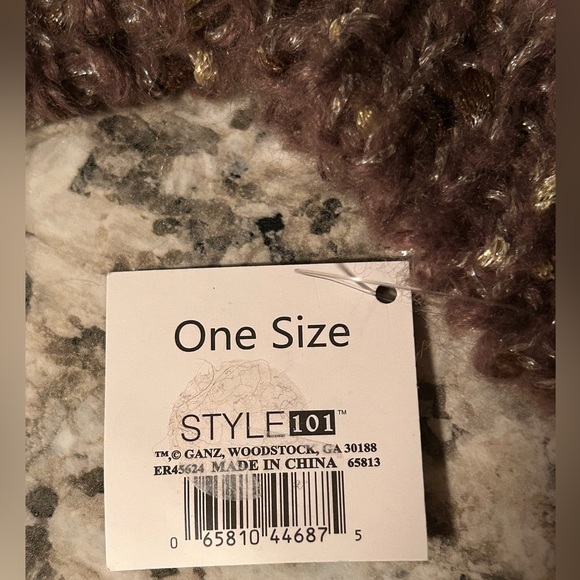 One Size
STYLE 101™
™,© GANZ, WOODSTOCK, GA 30188
ER45624 MADE IN CHINA 65813
0 65810 44687 5